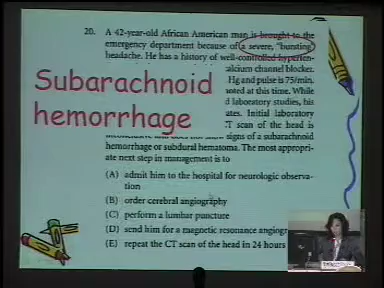 20. A 42-year-old African American man is brought to the
emergency department because of a severe, "bursting"
headache. He has a history of well-controlled hyperten-
alcium channel blocker.
Hg and pulse is 75/min.
noted at this time. While
d laboratory studies, his
ates. Initial laboratory
CT scan of the head is
signs of a subarachnoid
Subarachnoid
hemorrhage
hemorrhage or subdural hematoma. The most appropri-
ate next step in management is to
(A) admit him to the hospital for neurologic observa-
tion
(B) order cerebral angiography
(C) perform a lumbar puncture
(D) send him for a magnetic resonance angiogr
(E) repeat the CT scan of the head in 24 hours